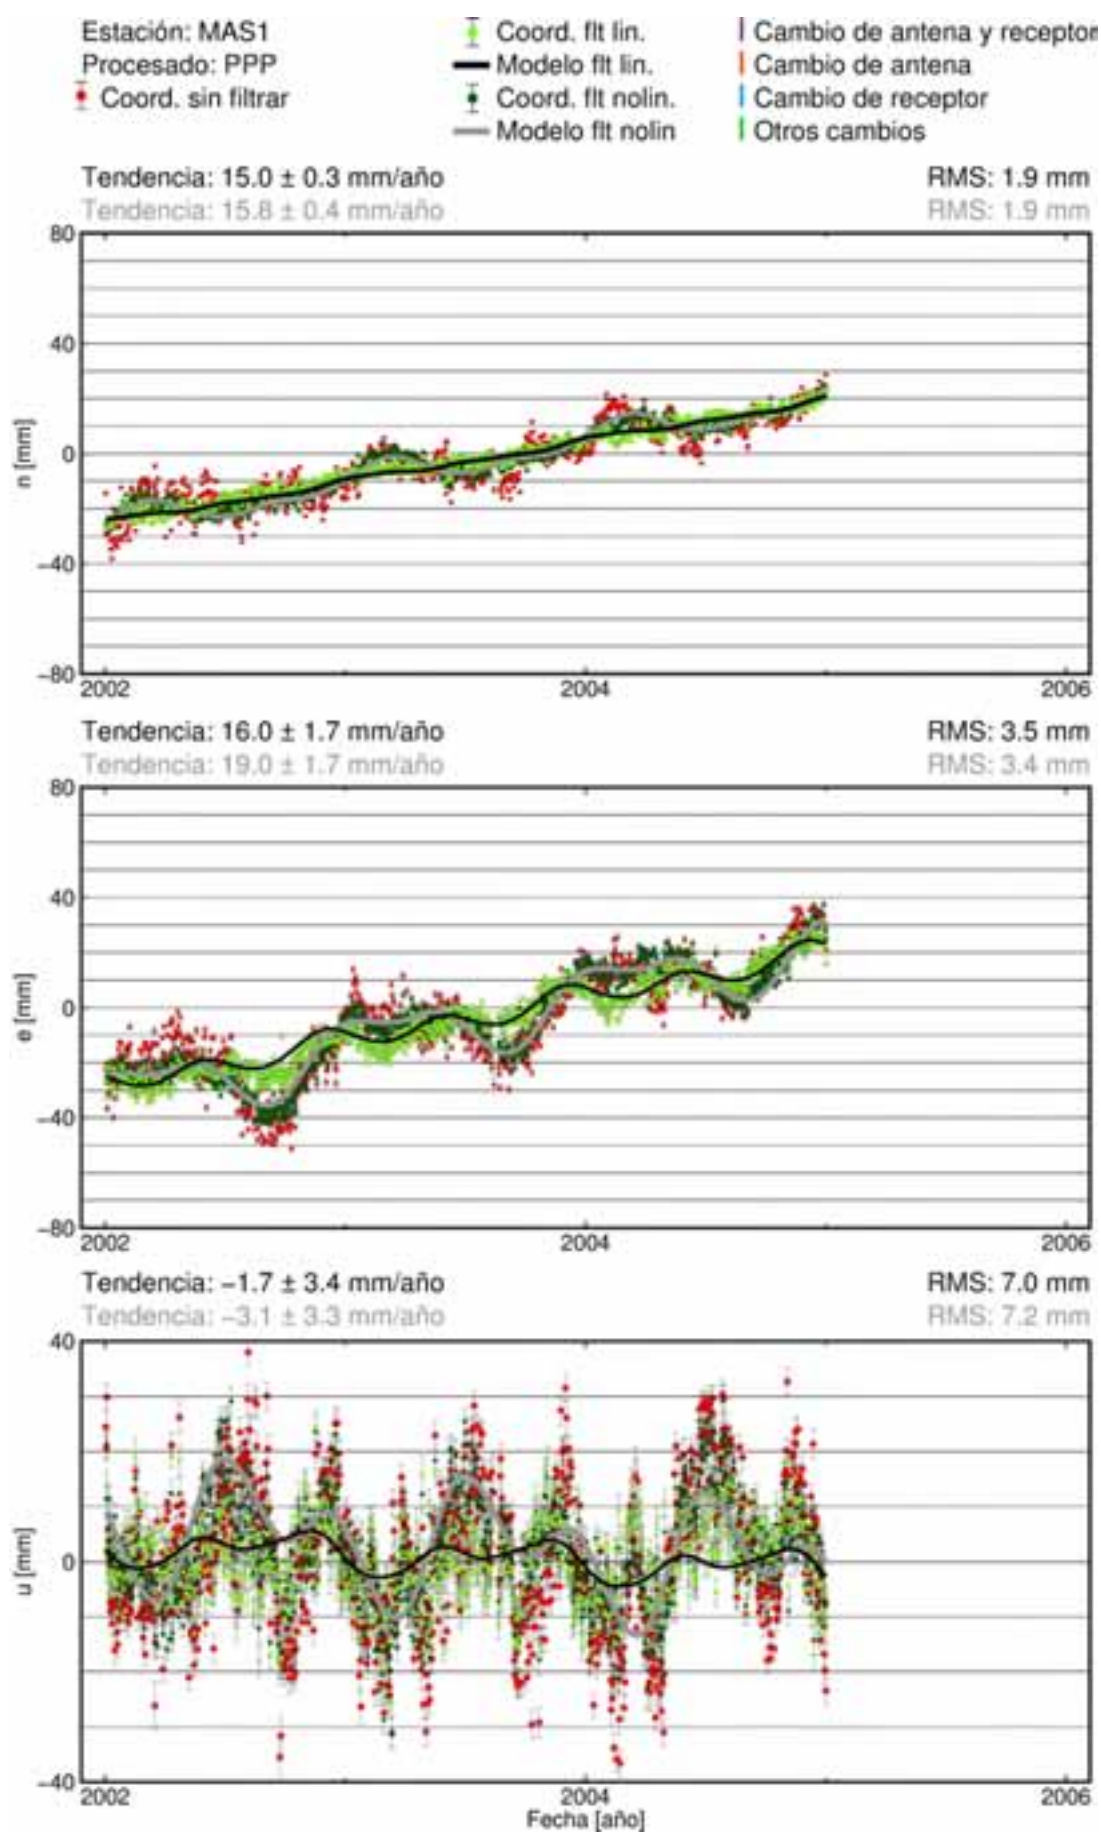 Estación: MAS1
Procesado: PPP
Coord. sin filtrar
Coord. flt lin.
Modelo flt lin.
Coord. flt nolin.
Modelo flt nolin
Cambio de antena y receptor
Cambio de antena
Cambio de receptor
Otros cambios
Tendencia: 15.0 ± 0.3 mm/año RMS: 1.9 mm
Tendencia: 15.8 ± 0.4 mm/año RMS: 1.9 mm
80
40
0
−40
−80
n [mm]
2002 2004 2006
Tendencia: 16.0 ± 1.7 mm/año RMS: 3.5 mm
Tendencia: 19.0 ± 1.7 mm/año RMS: 3.4 mm
80
40
0
−40
−80
e [mm]
2002 2004 2006
Tendencia: −1.7 ± 3.4 mm/año RMS: 7.0 mm
Tendencia: −3.1 ± 3.3 mm/año RMS: 7.2 mm
40
20
0
−20
−40
u [mm]
2002 2004 2006
Fecha [año]